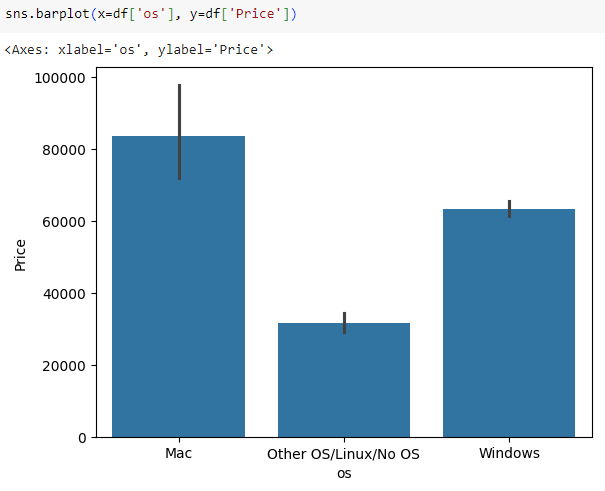 sns.barplot(x=df['os'], y=df['Price'])
<Axes: xlabel='os', ylabel='Price'>
100000
80000
60000
40000
20000
0
Price
Mac
Other OS/Linux/No OS
Windows
os